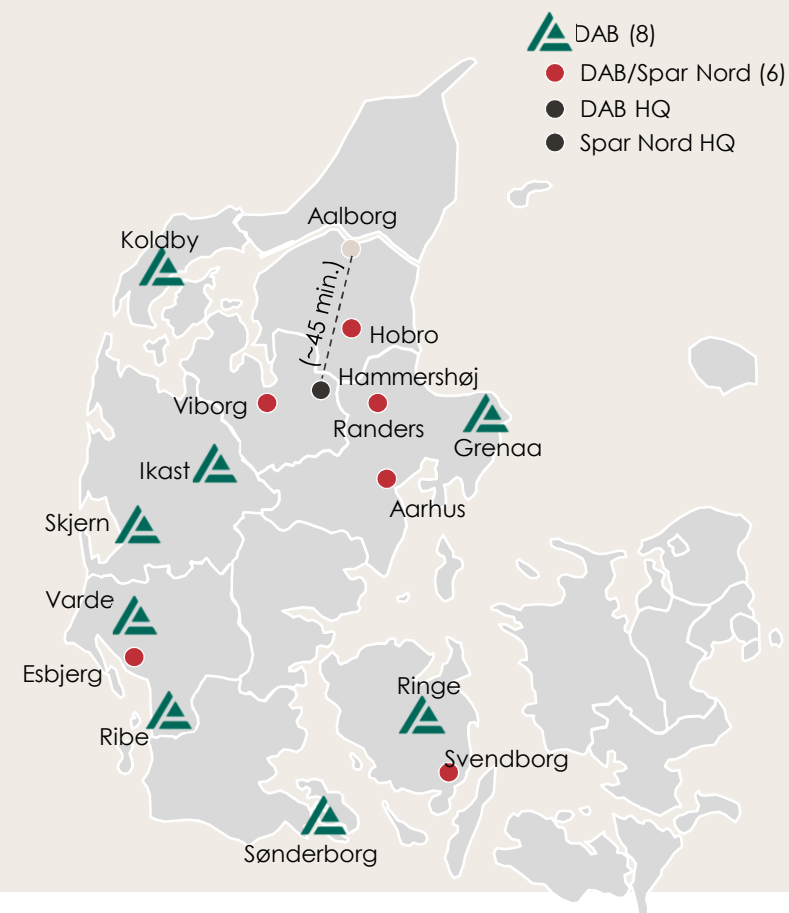 DAB (8)
DAB/Spar Nord (6)
DAB HQ
Spar Nord HQ
Aalborg
Koldby
(~45 min.)
Hobro
Hammershøj
Viborg
Randers
Grenaa
Ikast
Aarhus
Skjern
Varde
Esbjerg
Ringe
Ribe
Svendborg
Sønderborg